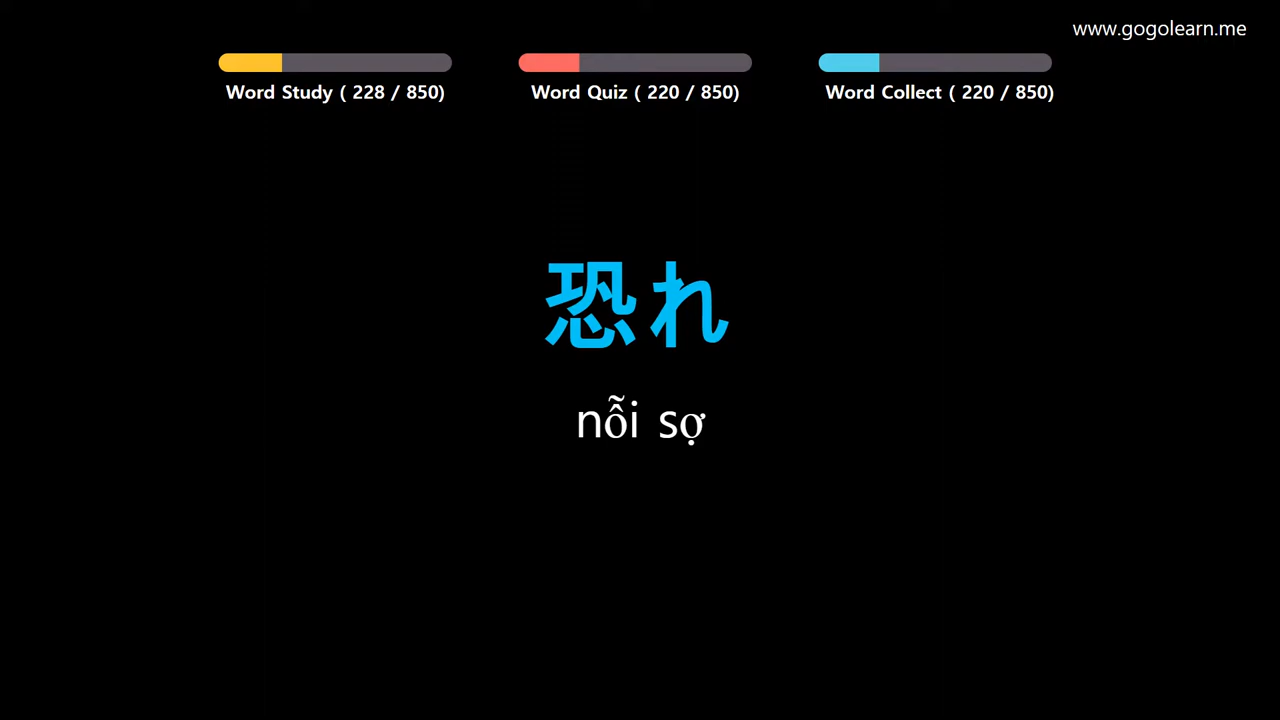 www.gogolearn.me
Word Study ( 228 / 850)
Word Quiz ( 220 / 850)
Word Collect ( 220 / 850)
恐れ
nỗi sợ